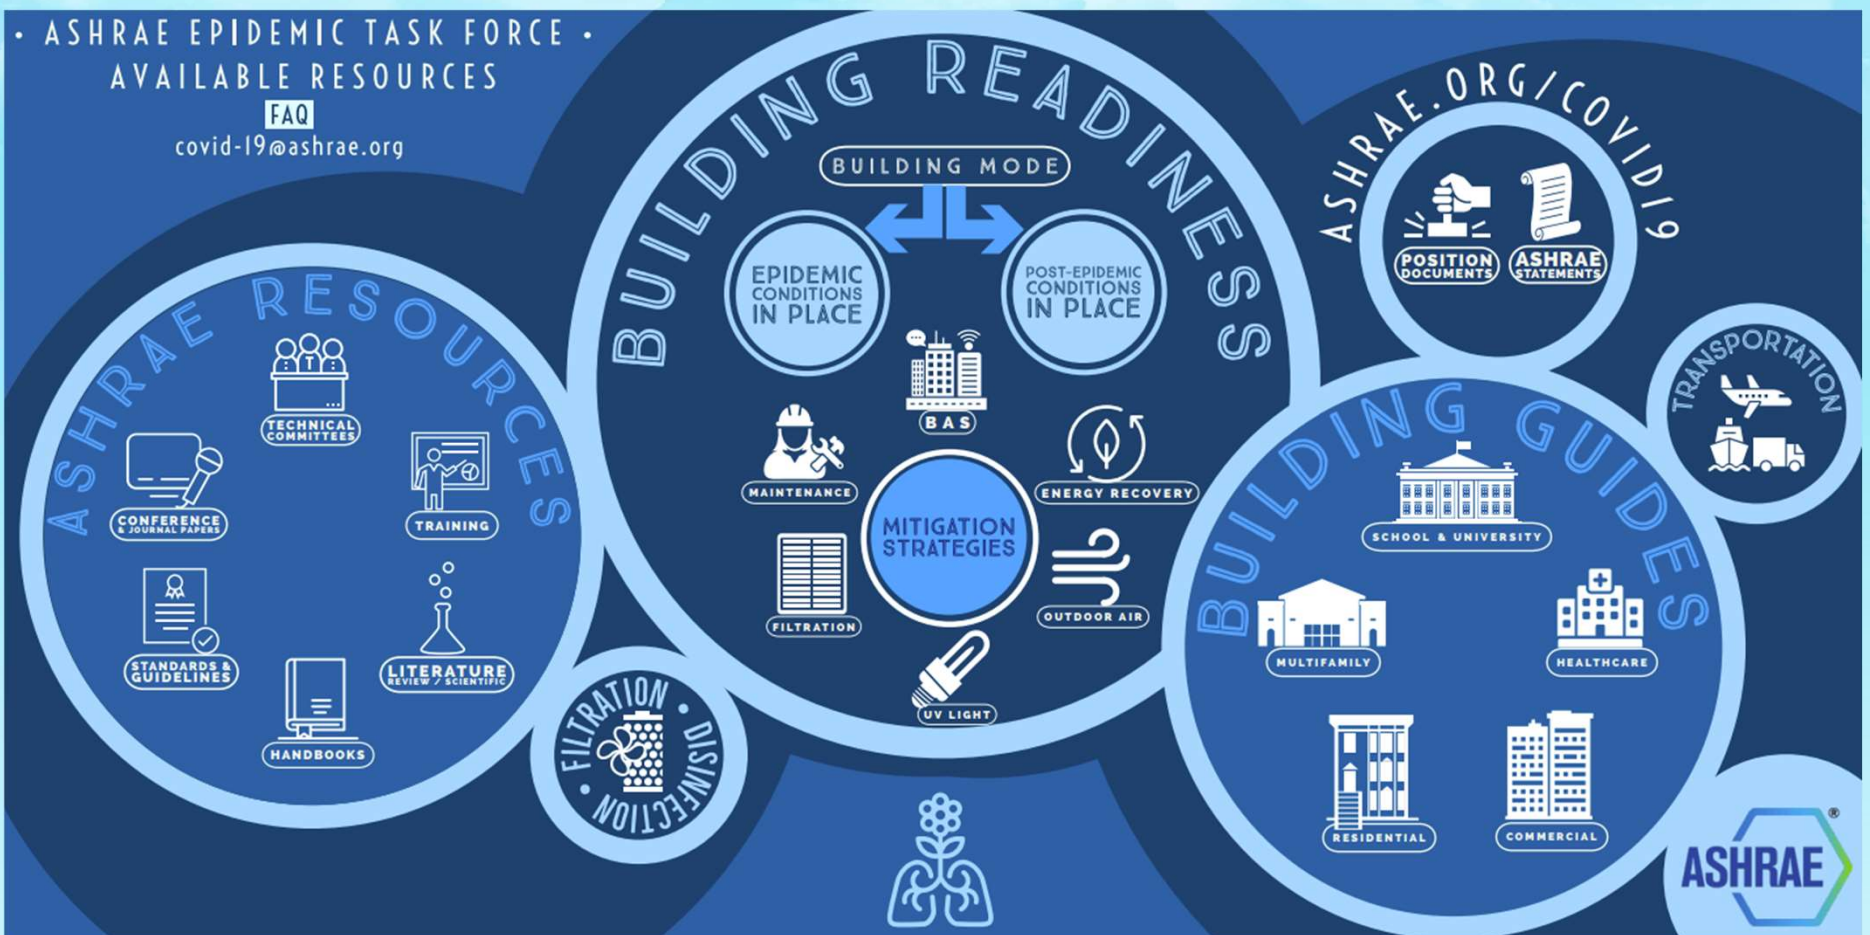 • ASHRAE EPIDEMIC TASK FORCE •
AVAILABLE RESOURCES
FAQ
covid-19@ashrae.org
ASHRAE RESOURCES
TECHNICAL
COMMITTEES
CONFERENCE
& JOURNAL PAPERS
TRAINING
STANDARDS &
GUIDELINES
LITERATURE
REVIEW / SCIENTIFIC
HANDBOOKS
FILTRATION • DISINFECTION •
BUILDING READINESS
BUILDING MODE
EPIDEMIC
CONDITIONS
IN PLACE
POST-EPIDEMIC
CONDITIONS
IN PLACE
BAS
MAINTENANCE
ENERGY RECOVERY
MITIGATION
STRATEGIES
FILTRATION
OUTDOOR AIR
UV LIGHT
ASHRAE.ORG/COVID19
POSITION
DOCUMENTS
ASHRAE
STATEMENTS
TRANSPORTATION
BUILDING GUIDES
SCHOOL & UNIVERSITY
MULTIFAMILY
HEALTHCARE
RESIDENTIAL
COMMERCIAL
ASHRAE®